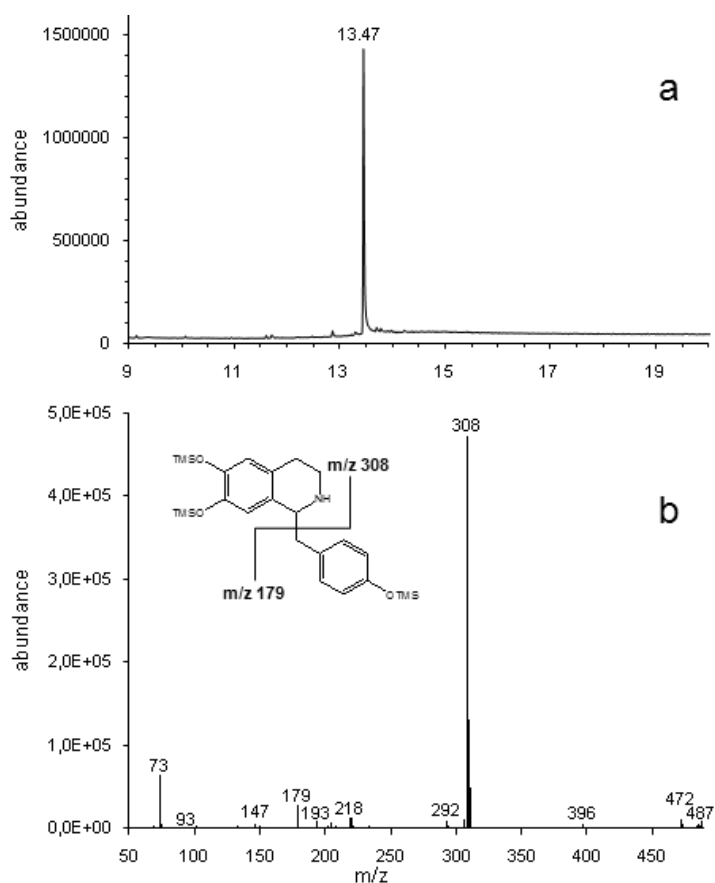 1500000
13.47
a
1000000
abundance
500000
0
9 11 13 15 17 19
5,0E+05
308
TMSO
m/z 308
TMSO
NH
b
4,0E+05
m/z 179
OTMS
3,0E+05
abundance
2,0E+05
1,0E+05
73
93
147
179
193
218
292
396
472
487
0,0E+00
50 100 150 200 250 300 350 400 450
m/z